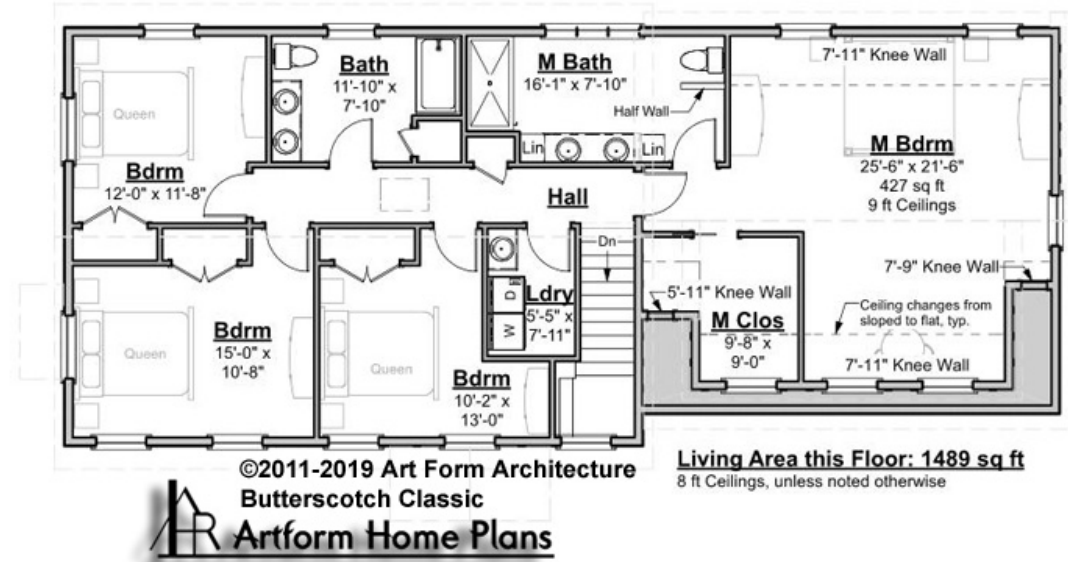 Bath
11'-10" x
7'-10"
M Bath
16'-1" x 7'-10"
Half Wall
Lin
Lin
7'-11" Knee Wall
M Bdrm
25'-6" x 21'-6"
427 sq ft
9 ft Ceilings
Queen
Bdrm
12'-0" x 11'-8"
Hall
Dn
7'-9" Knee Wall
5'-11" Knee Wall
Ceiling changes from
sloped to flat, typ.
M Clos
9'-8" x
9'-0"
7'-11" Knee Wall
D
W
Ldry
5'-5" x
7'-11"
Queen
Bdrm
15'-0" x
10'-8"
Queen
Bdrm
10'-2" x
13'-0"
©2011-2019 Art Form Architecture
Butterscotch Classic
Artform Home Plans
Living Area this Floor: 1489 sq ft
8 ft Ceilings, unless noted otherwise